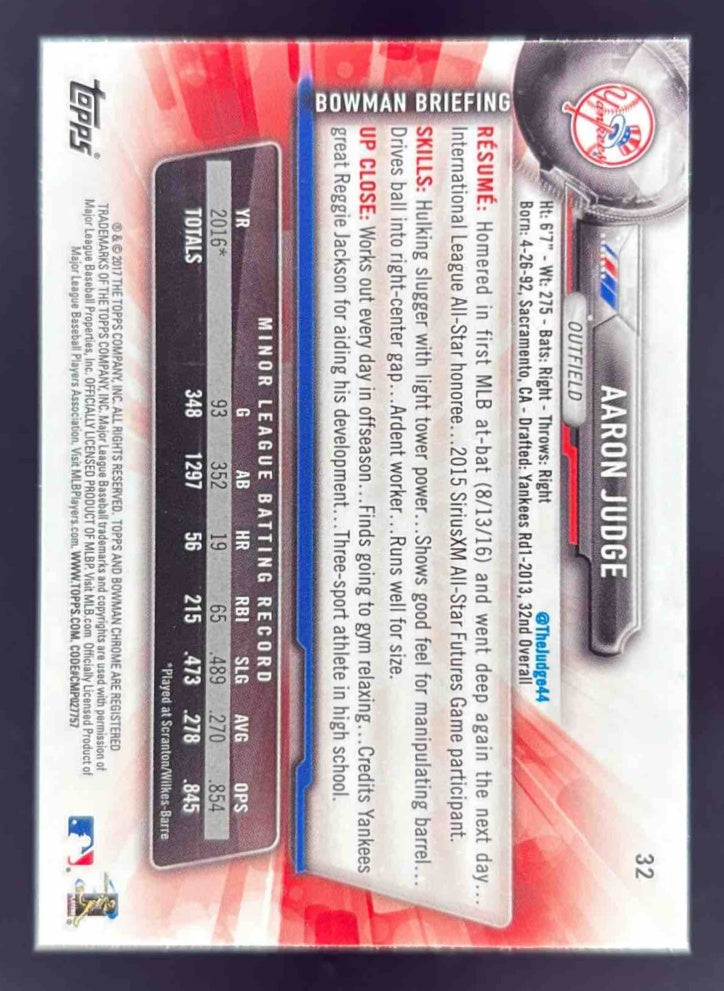 32
Yankees
AARON JUDGE
OUTFIELD
@TheJudge44
Ht: 6'7" - Wt: 275 - Bats: Right - Throws: Right
Born: 4-26-92, Sacramento, CA - Drafted: Yankees Rd1-2013, 32nd Overall
BOWMAN BRIEFING
RÉSUMÉ: Homered in first MLB at-bat (8/13/16) and went deep again the next day...
International League All-Star honoree...2015 SiriusXM All-Star Futures Game participant.
SKILLS: Hulking slugger with light tower power...Shows good feel for manipulating barrel...
Drives ball into right-center gap...Ardent worker...Runs well for size.
UP CLOSE: Works out every day in offseason...Finds going to gym relaxing...Credits Yankees
great Reggie Jackson for aiding his development...Three-sport athlete in high school.
MINOR LEAGUE BATTING RECORD
YR G AB HR RBI SLG AVG OPS
2016* 93 352 19 65 .489 .270 .854
TOTALS 348 1297 56 215 .473 .278 .845
*Played at Scranton/Wilkes-Barre
topps®
® & © 2017 THE TOPPS COMPANY, INC. ALL RIGHTS RESERVED. TOPPS AND BOWMAN CHROME ARE REGISTERED
TRADEMARKS OF THE TOPPS COMPANY, INC. Major League Baseball trademarks and copyrights are used with permission of
Major League Baseball Properties, Inc. OFFICIALLY LICENSED PRODUCT OF MLBP. Visit MLB.com Officially Licensed Product of
Major League Baseball Players Association. Visit MLBPlayers.com. WWW.TOPPS.COM. CODE#CMP027757